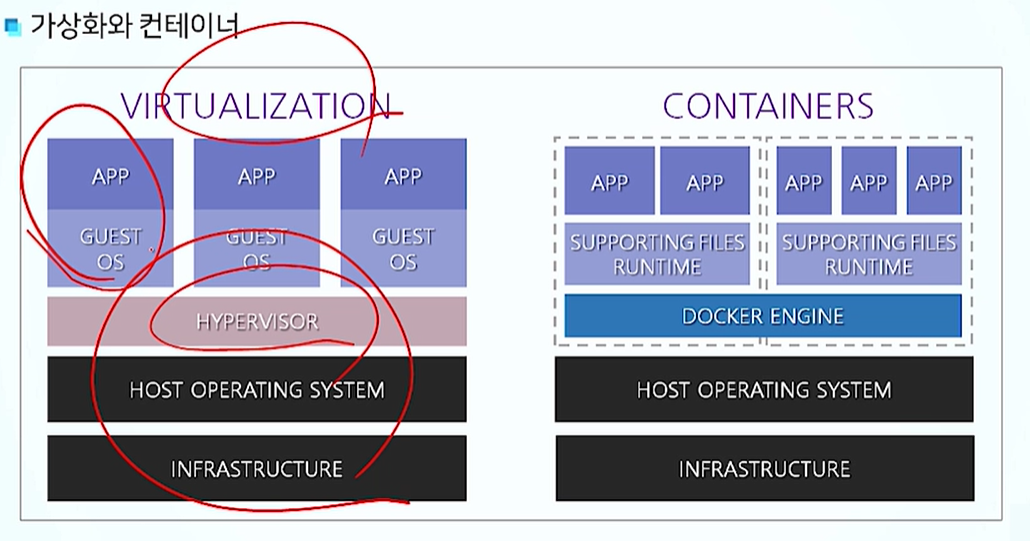 가상화와 컨테이너
VIRTUALIZATION
APP APP APP
GUEST OS GUEST OS GUEST OS
HYPERVISOR
HOST OPERATING SYSTEM
INFRASTRUCTURE
CONTAINERS
APP APP APP APP APP
SUPPORTING FILES RUNTIME SUPPORTING FILES RUNTIME
DOCKER ENGINE
HOST OPERATING SYSTEM
INFRASTRUCTURE